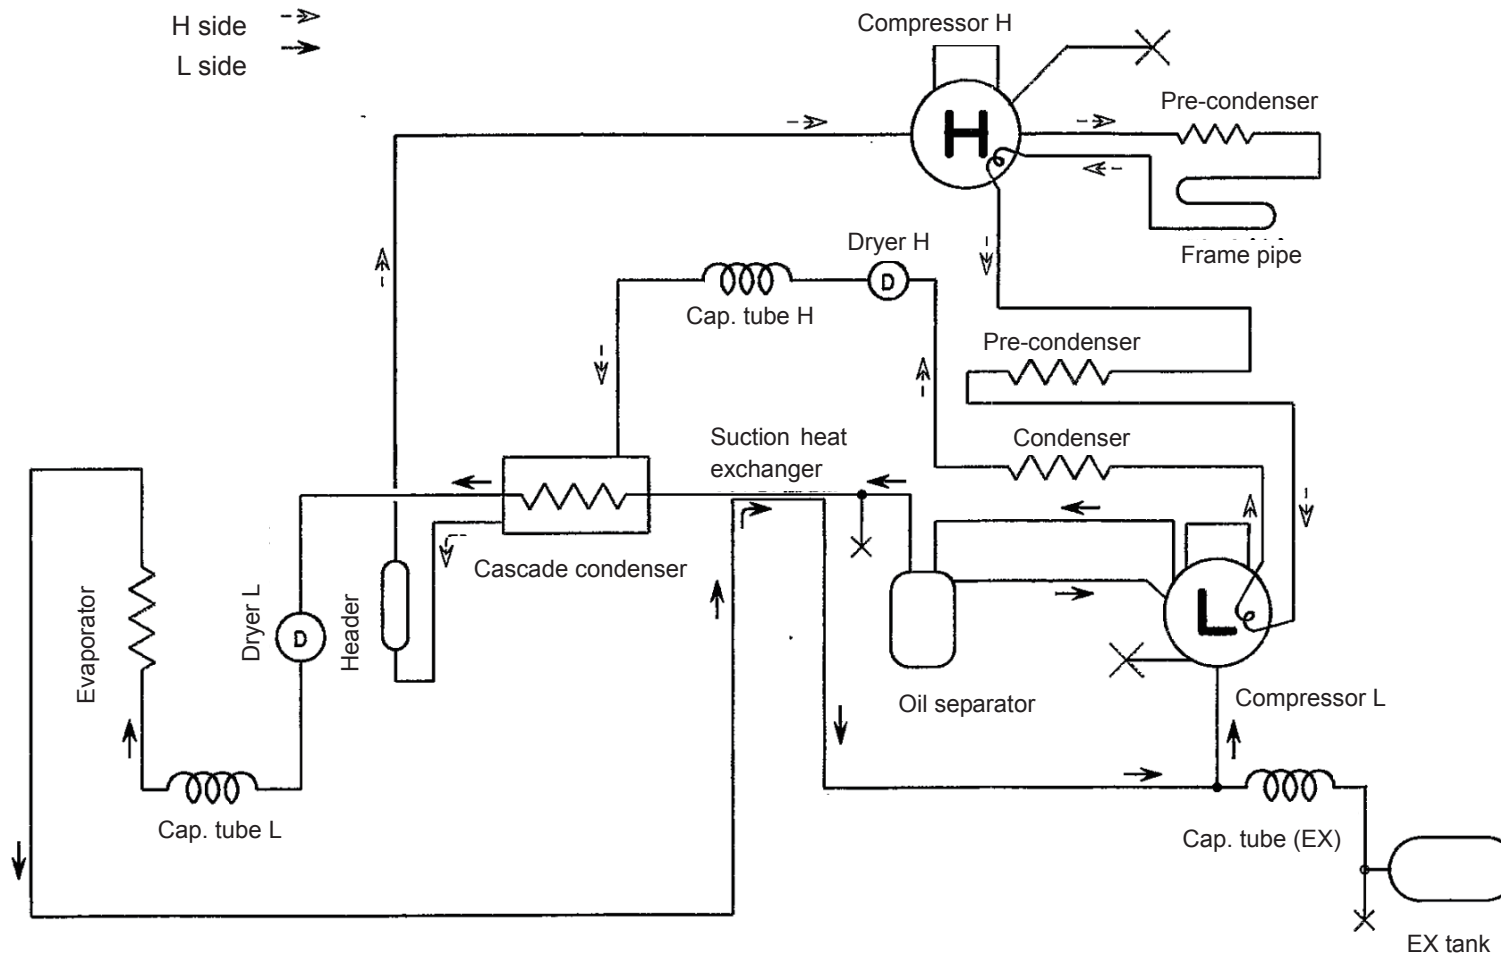 H side
L side
Compressor H
H
Pre-condenser
Frame pipe
Dryer H
D
Cap. tube H
Pre-condenser
Condenser
Suction heat
exchanger
Cascade condenser
Evaporator
Dryer L
D
Header
Cap. tube L
Oil separator
L
Compressor L
Cap. tube (EX)
EX tank